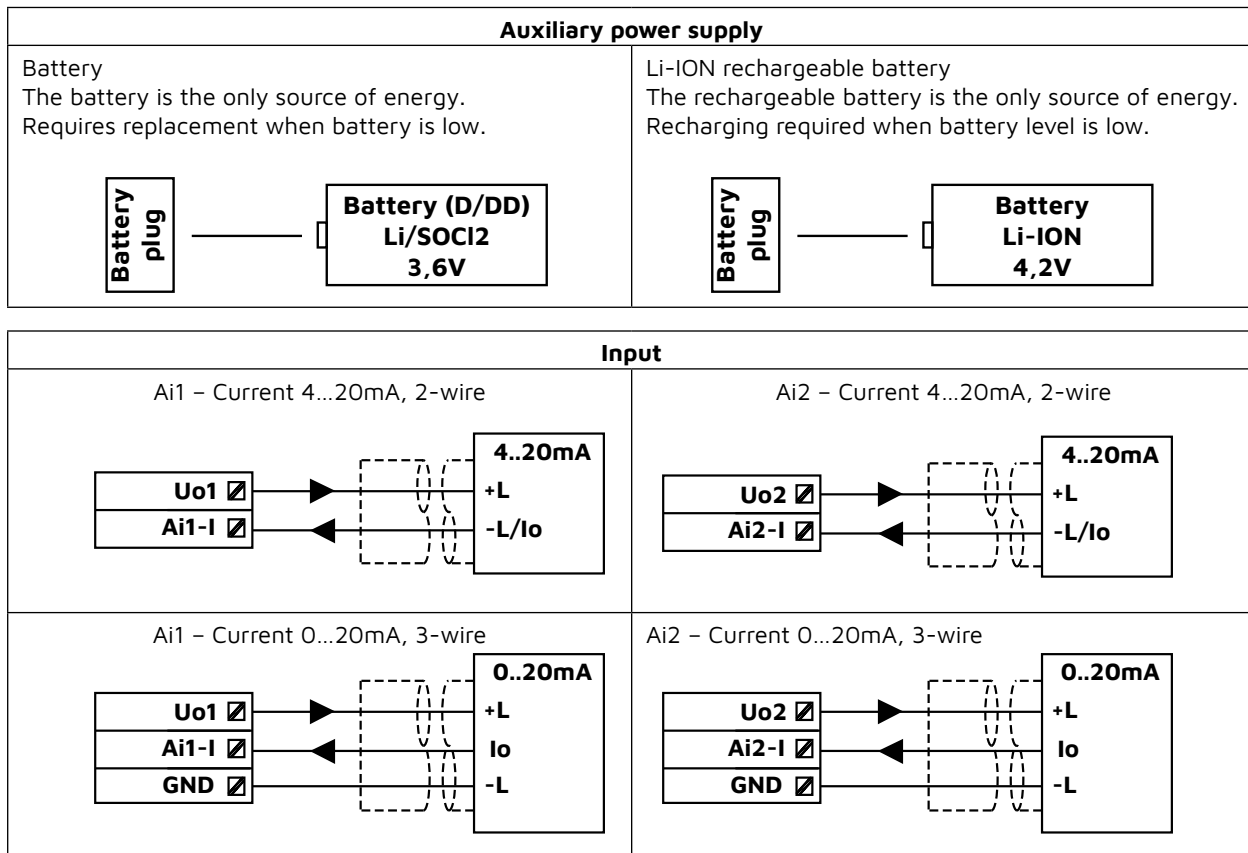 Auxiliary power supply
Battery
The battery is the only source of energy.
Requires replacement when battery is low.
Battery
plug
Battery (D/DD)
Li/SOCl2
3,6V
Li-ION rechargeable battery
The rechargeable battery is the only source of energy.
Recharging required when battery level is low.
Battery
plug
Battery
Li-ION
4,2V
Input
Ai1 – Current 4...20mA, 2-wire
Uo1
Ai1-I
4..20mA
+L
-L/Io
Ai2 – Current 4...20mA, 2-wire
Uo2
Ai2-I
4..20mA
+L
-L/Io
Ai1 – Current 0...20mA, 3-wire
Uo1
Ai1-I
GND
0..20mA
+L
Io
-L
Ai2 – Current 0...20mA, 3-wire
Uo2
Ai2-I
GND
0..20mA
+L
Io
-L